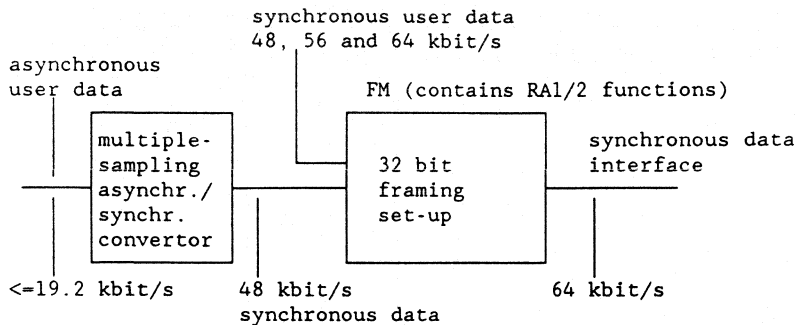 synchronous user data
48, 56 and 64 kbit/s
asynchronous
user data
FM (contains RA1/2 functions)
multiple-
sampling
asynchr./
synchr.
convertor
32 bit
framing
set-up
synchronous data
interface
<=19.2 kbit/s
48 kbit/s
synchronous data
64 kbit/s